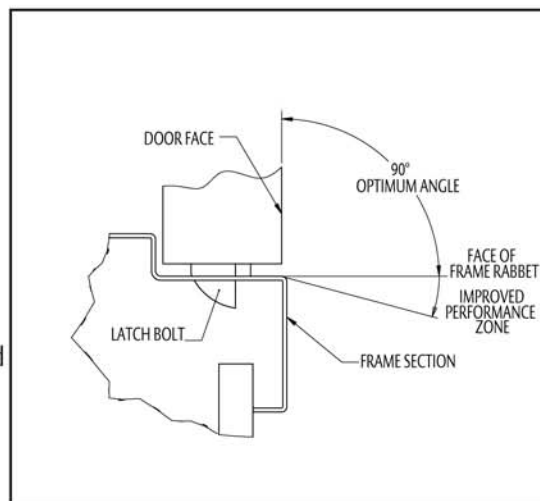 DOOR FACE
90°
OPTIMUM ANGLE
FACE OF
FRAME RABBET
IMPROVED
PERFORMANCE
ZONE
LATCH BOLT
FRAME SECTION